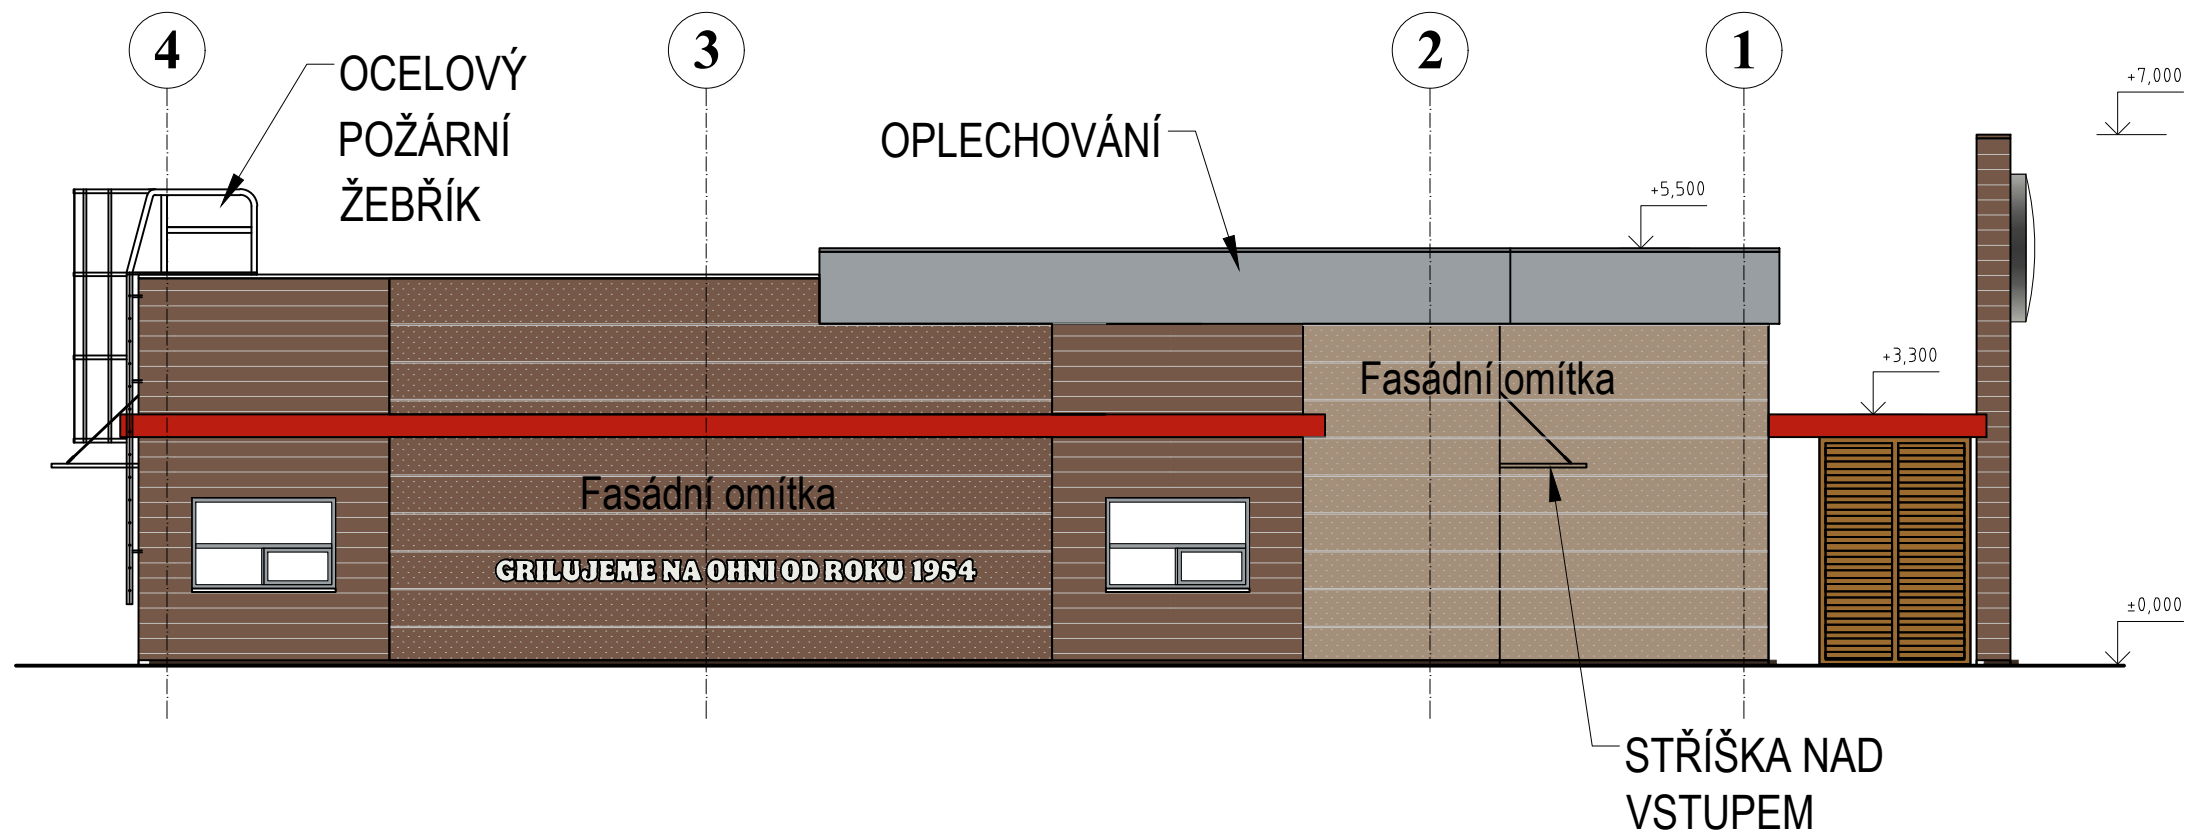 4
3
2
1
OCELOVÝ
POŽÁRNÍ
ŽEBŘÍK
OPLECHOVÁNÍ
+7,000
+5,500
+3,300
Fasádní omítka
Fasádní omítka
GRILUJEME NA OHNI OD ROKU 1954
±0,000
STŘÍŠKA NAD
VSTUPEM